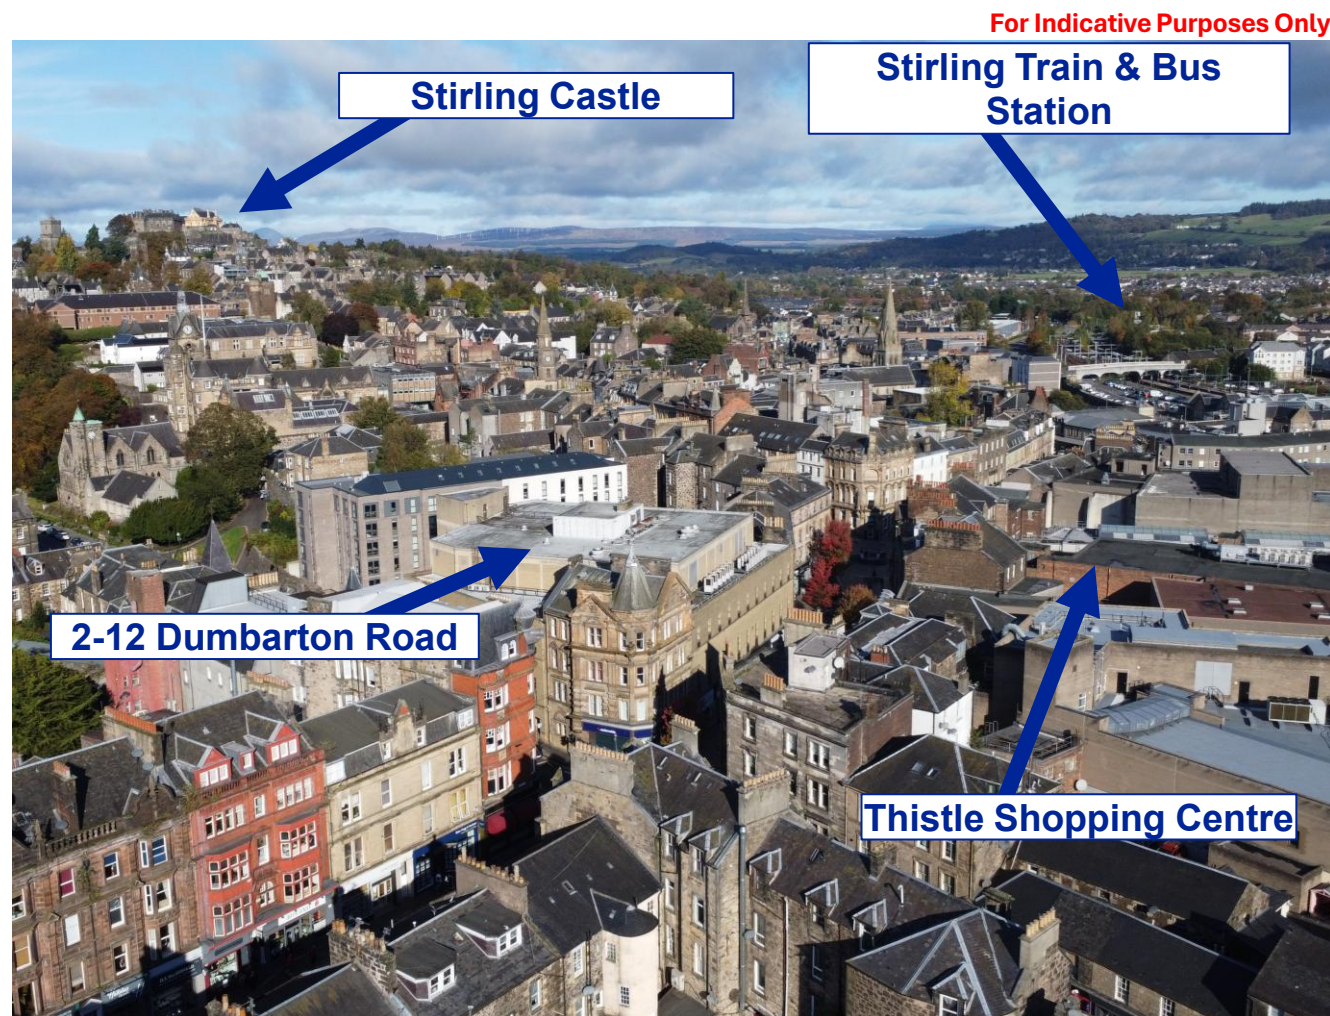 For Indicative Purposes Only
Stirling Castle
Stirling Train & Bus
Station
2-12 Dumbarton Road
Thistle Shopping Centre